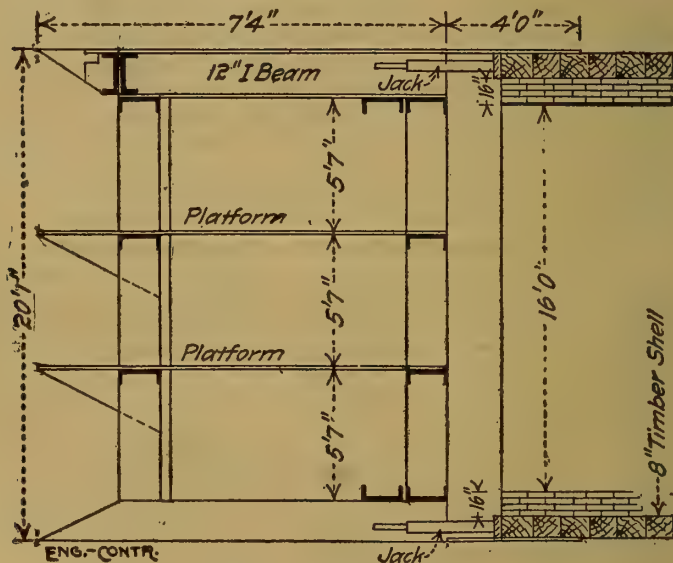 7'4"
4'0"
12" I Beam
Jack
16"
5'7"
Platform
20'1"
5'7"
16'0"
Platform
8" Timber Shell
5'7"
16"
ENG.-CONTR.
Jack